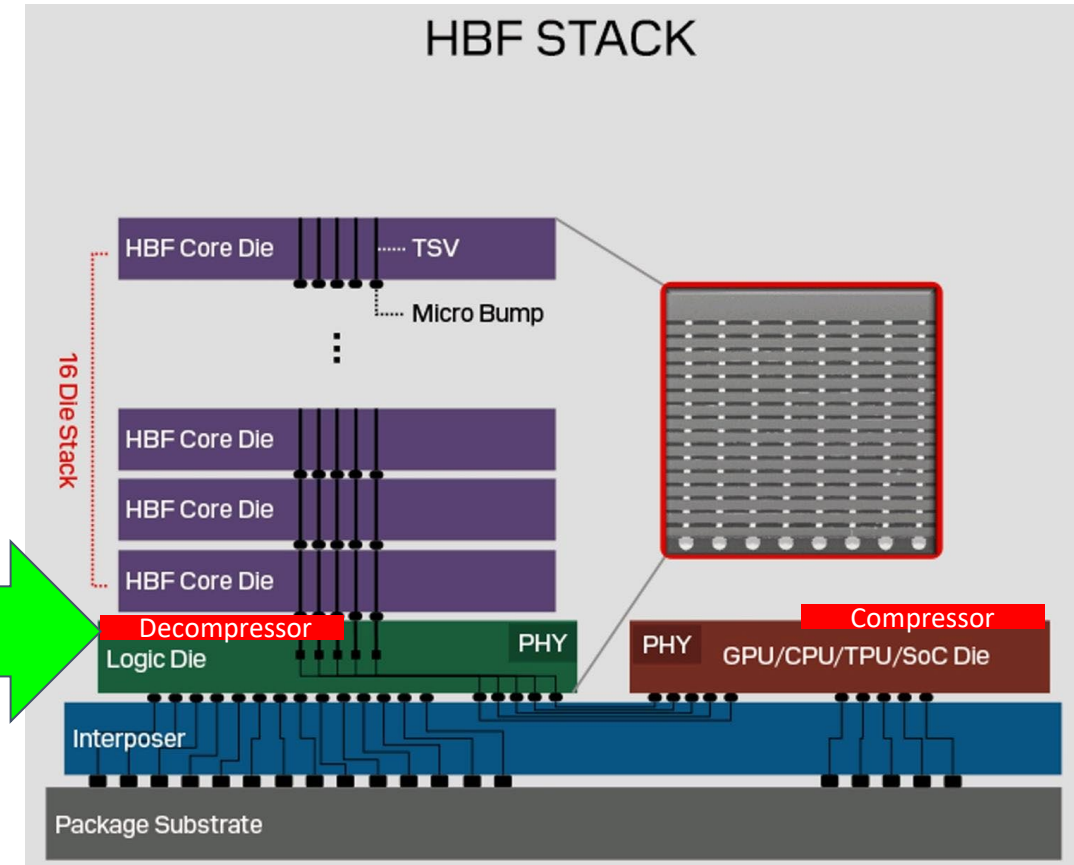 HBF STACK
HBF Core Die
TSV
Micro Bump
16 Die Stack
HBF Core Die
HBF Core Die
HBF Core Die
Decompressor
Compressor
PHY
PHY
Logic Die
GPU/CPU/TPU/SoC Die
Interposer
Package Substrate